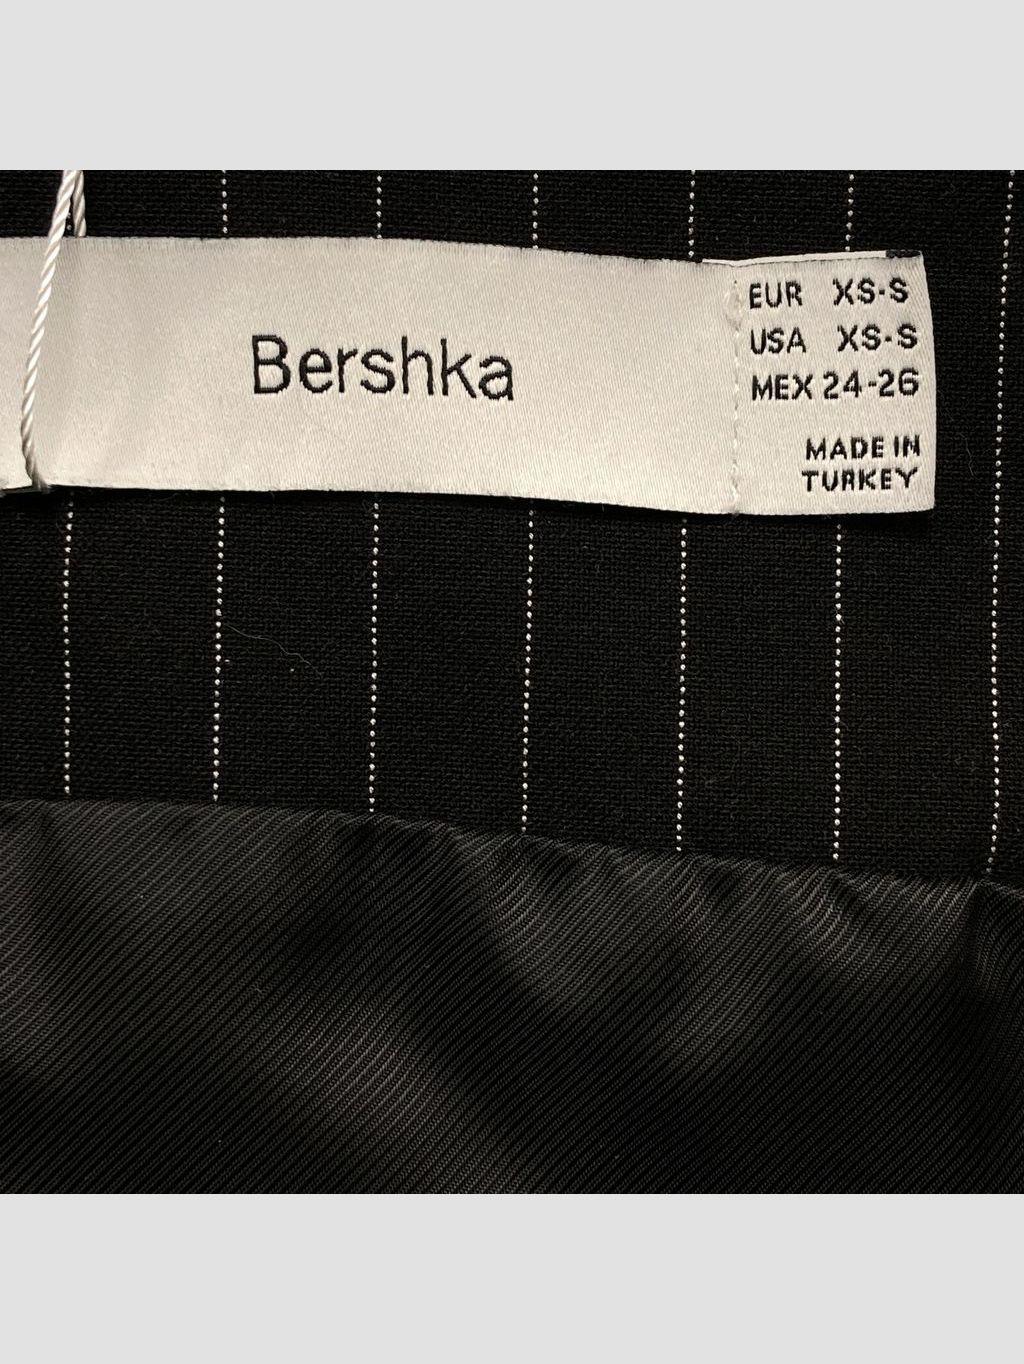 Bershka
EUR XS-S
USA XS-S
MEX 24-26
MADE IN
TURKEY